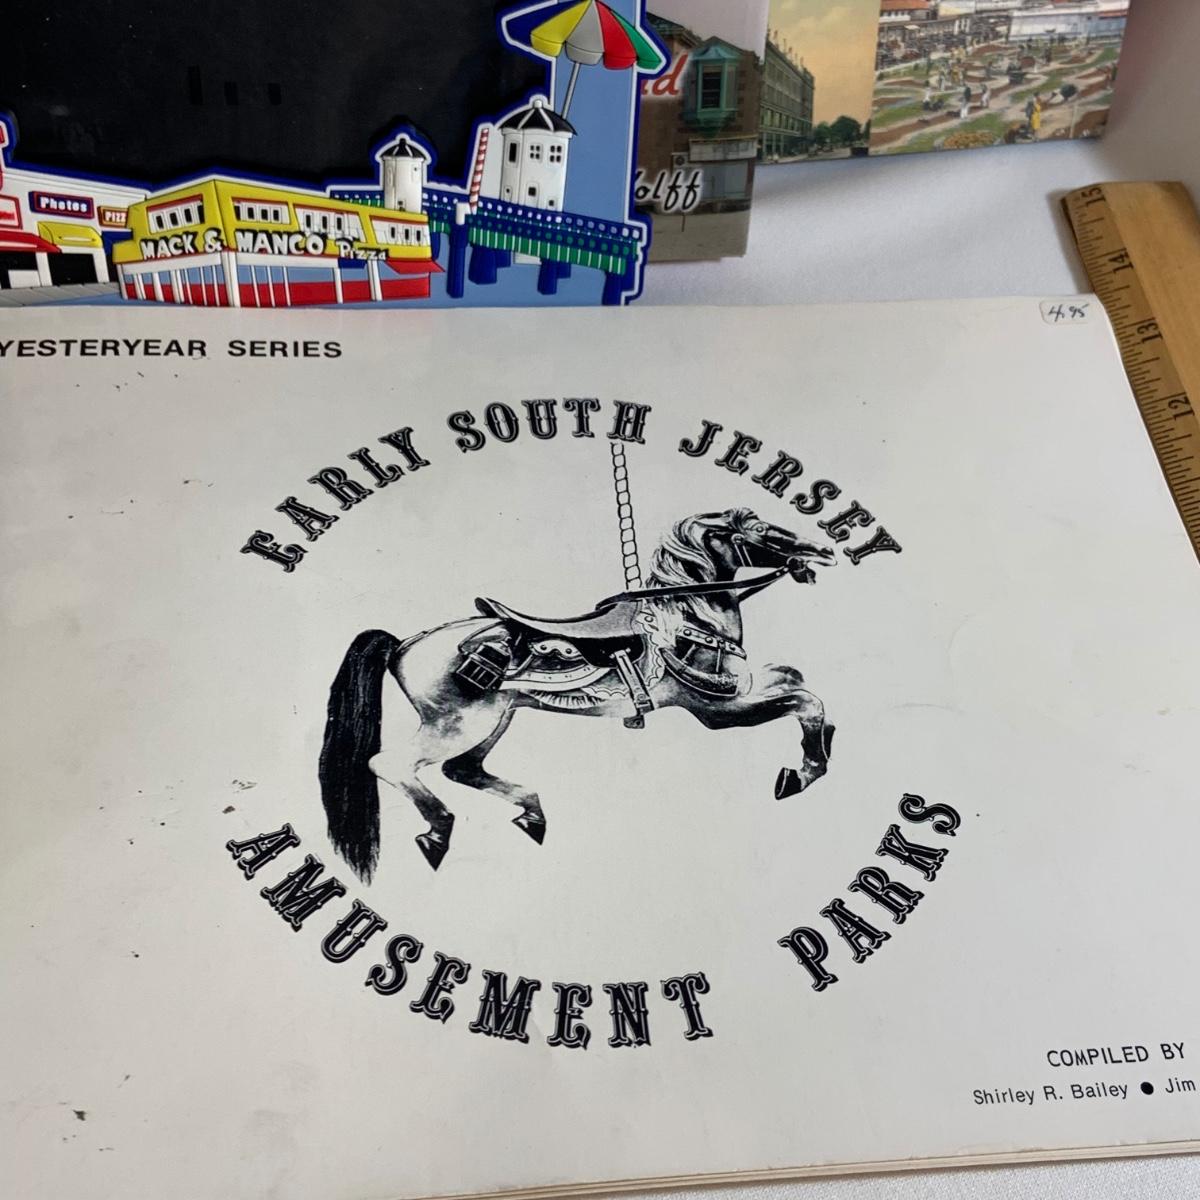 d
olff
Photos
PIZZ
MACK & MANCO Pizza
15
14
13
12
4.95
YESTERYEAR SERIES
EARLY SOUTH JERSEY
AMUSEMENT PARKS
COMPILED BY
Shirley R. Bailey ● Jim